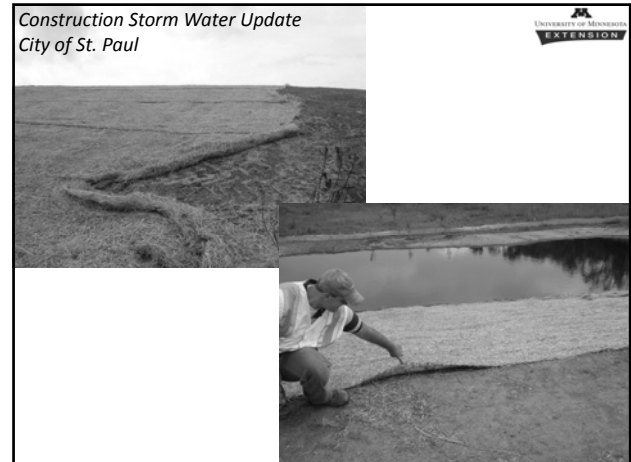 Construction Storm Water Update
City of St. Paul
UNIVERSITY OF MINNESOTA
EXTENSION